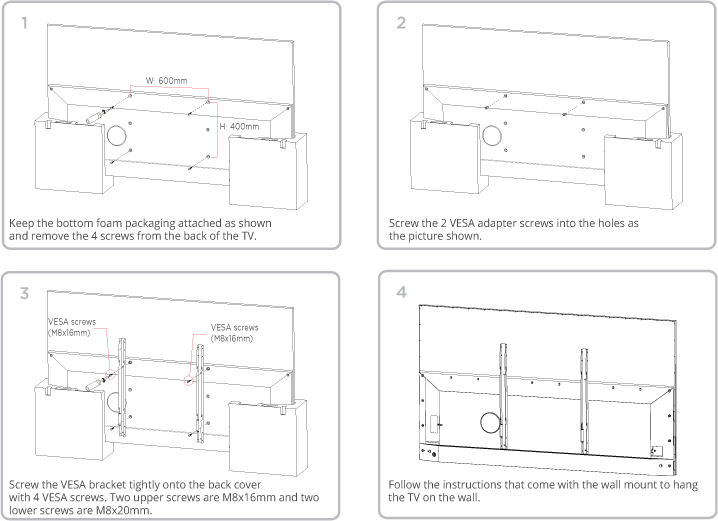 1
W: 600mm
H: 400mm
Keep the bottom foam packaging attached as shown
and remove the 4 screws from the back of the TV.
2
Screw the 2 VESA adapter screws into the holes as
the picture shown.
3
VESA screws
(M8x16mm)
VESA screws
(M8x16mm)
Screw the VESA bracket tightly onto the back cover
with 4 VESA screws. Two upper screws are M8x16mm and two
lower screws are M8x20mm.
4
Follow the instructions that come with the wall mount to hang
the TV on the wall.